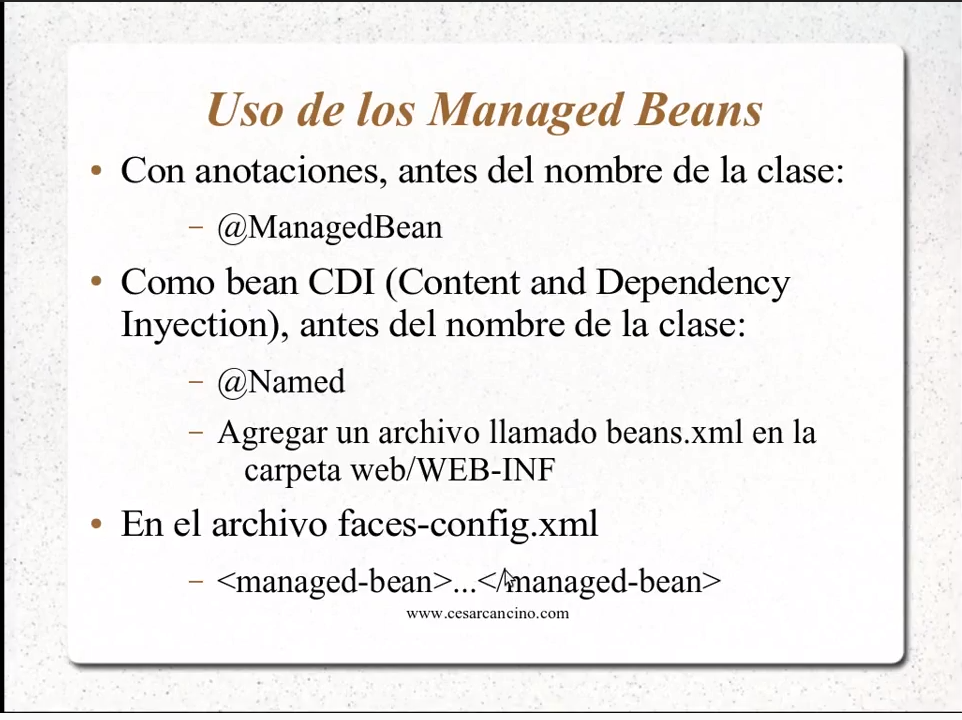 Uso de los Managed Beans
• Con anotaciones, antes del nombre de la clase:
– @ManagedBean
• Como bean CDI (Content and Dependency
Inyection), antes del nombre de la clase:
– @Named
– Agregar un archivo llamado beans.xml en la
carpeta web/WEB-INF
• En el archivo faces-config.xml
– <managed-bean>...</managed-bean>
www.cesarcancino.com